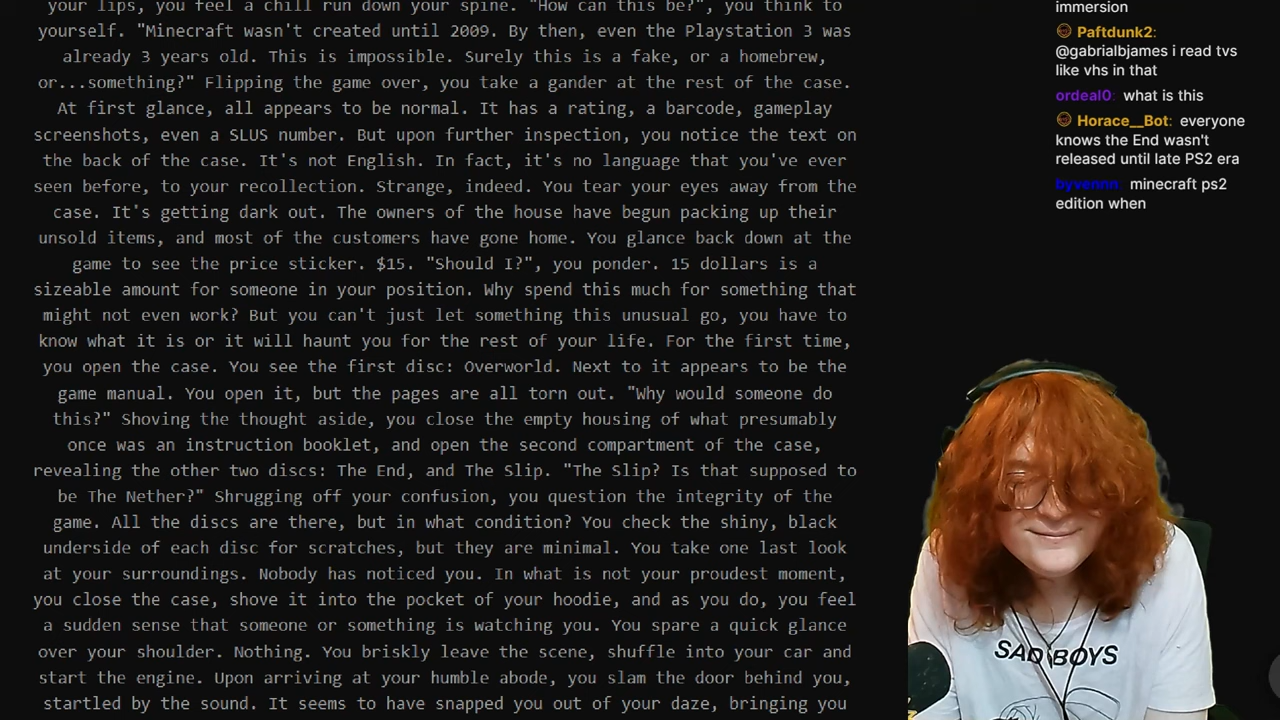 your lips, you feel a chill run down your spine. "How can this be?", you think to
yourself. "Minecraft wasn't created until 2009. By then, even the Playstation 3 was
already 3 years old. This is impossible. Surely this is a fake, or a homebrew,
or...something?" Flipping the game over, you take a gander at the rest of the case.
At first glance, all appears to be normal. It has a rating, a barcode, gameplay
screenshots, even a SLUS number. But upon further inspection, you notice the text on
the back of the case. It's not English. In fact, it's no language that you've ever
seen before, to your recollection. Strange, indeed. You tear your eyes away from the
case. It's getting dark out. The owners of the house have begun packing up their
unsold items, and most of the customers have gone home. You glance back down at the
game to see the price sticker. $15. "Should I?", you ponder. 15 dollars is a
sizeable amount for someone in your position. Why spend this much for something that
might not even work? But you can't just let something this unusual go, you have to
know what it is or it will haunt you for the rest of your life. For the first time,
you open the case. You see the first disc: Overworld. Next to it appears to be the
game manual. You open it, but the pages are all torn out. "Why would someone do
this?" Shoving the thought aside, you close the empty housing of what presumably
once was an instruction booklet, and open the second compartment of the case,
revealing the other two discs: The End, and The Slip. "The Slip? Is that supposed to
be The Nether?" Shrugging off your confusion, you question the integrity of the
game. All the discs are there, but in what condition? You check the shiny, black
underside of each disc for scratches, but they are minimal. You take one last look
at your surroundings. Nobody has noticed you. In what is not your proudest moment,
you close the case, shove it into the pocket of your hoodie, and as you do, you feel
a sudden sense that someone or something is watching you. You spare a quick glance
over your shoulder. Nothing. You briskly leave the scene, shuffle into your car and
start the engine. Upon arriving at your humble abode, you slam the door behind you,
startled by the sound. It seems to have snapped you out of your daze, bringing you
immersion
Paftdunk2:
@gabrialbjames i read tvs
like vhs in that
ordeal0: what is this
Horace__Bot: everyone
knows the End wasn't
released until late PS2 era
byvennn: minecraft ps2
edition when
SAD BOYS